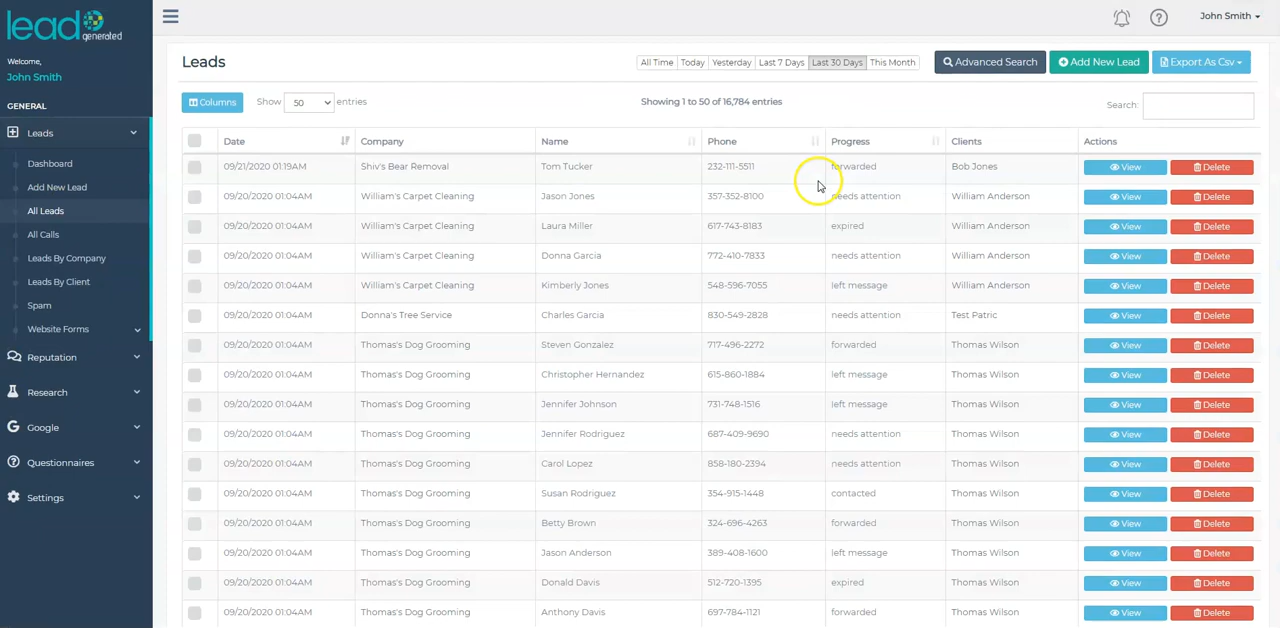 lead generated
John Smith
Welcome,
John Smith
GENERAL
Leads
Dashboard
Add New Lead
All Leads
All Calls
Leads By Company
Leads By Client
Spam
Website Forms
Reputation
Research
Google
Questionnaires
Settings
Leads
All Time Today Yesterday Last 7 Days Last 30 Days This Month
Advanced Search Add New Lead Export As Csv
Columns Show 50 entries Showing 1 to 50 of 16,784 entries Search:
Date Company Name Phone Progress Clients Actions
09/21/2020 01:19AM Shiv's Bear Removal Tom Tucker 232-111-5511 forwarded Bob Jones View Delete
09/20/2020 01:04AM William's Carpet Cleaning Jason Jones 357-352-8100 needs attention William Anderson View Delete
09/20/2020 01:04AM William's Carpet Cleaning Laura Miller 617-743-8183 expired William Anderson View Delete
09/20/2020 01:04AM William's Carpet Cleaning Donna Garcia 772-410-7833 needs attention William Anderson View Delete
09/20/2020 01:04AM William's Carpet Cleaning Kimberly Jones 548-596-7055 left message William Anderson View Delete
09/20/2020 01:04AM Donna's Tree Service Charles Garcia 830-549-2828 needs attention Test Patric View Delete
09/20/2020 01:04AM Thomas's Dog Grooming Steven Gonzalez 717-496-2272 forwarded Thomas Wilson View Delete
09/20/2020 01:04AM Thomas's Dog Grooming Christopher Hernandez 615-860-1884 left message Thomas Wilson View Delete
09/20/2020 01:04AM Thomas's Dog Grooming Jennifer Johnson 731-748-1516 left message Thomas Wilson View Delete
09/20/2020 01:04AM Thomas's Dog Grooming Jennifer Rodriguez 687-409-9690 needs attention Thomas Wilson View Delete
09/20/2020 01:04AM Thomas's Dog Grooming Carol Lopez 858-180-2394 needs attention Thomas Wilson View Delete
09/20/2020 01:04AM Thomas's Dog Grooming Susan Rodriguez 354-915-1448 contacted Thomas Wilson View Delete
09/20/2020 01:04AM Thomas's Dog Grooming Betty Brown 324-696-4263 forwarded Thomas Wilson View Delete
09/20/2020 01:04AM Thomas's Dog Grooming Jason Anderson 389-408-1600 left message Thomas Wilson View Delete
09/20/2020 01:04AM Thomas's Dog Grooming Donald Davis 512-720-1395 expired Thomas Wilson View Delete
09/20/2020 01:04AM Thomas's Dog Grooming Anthony Davis 697-784-1121 forwarded Thomas Wilson View Delete